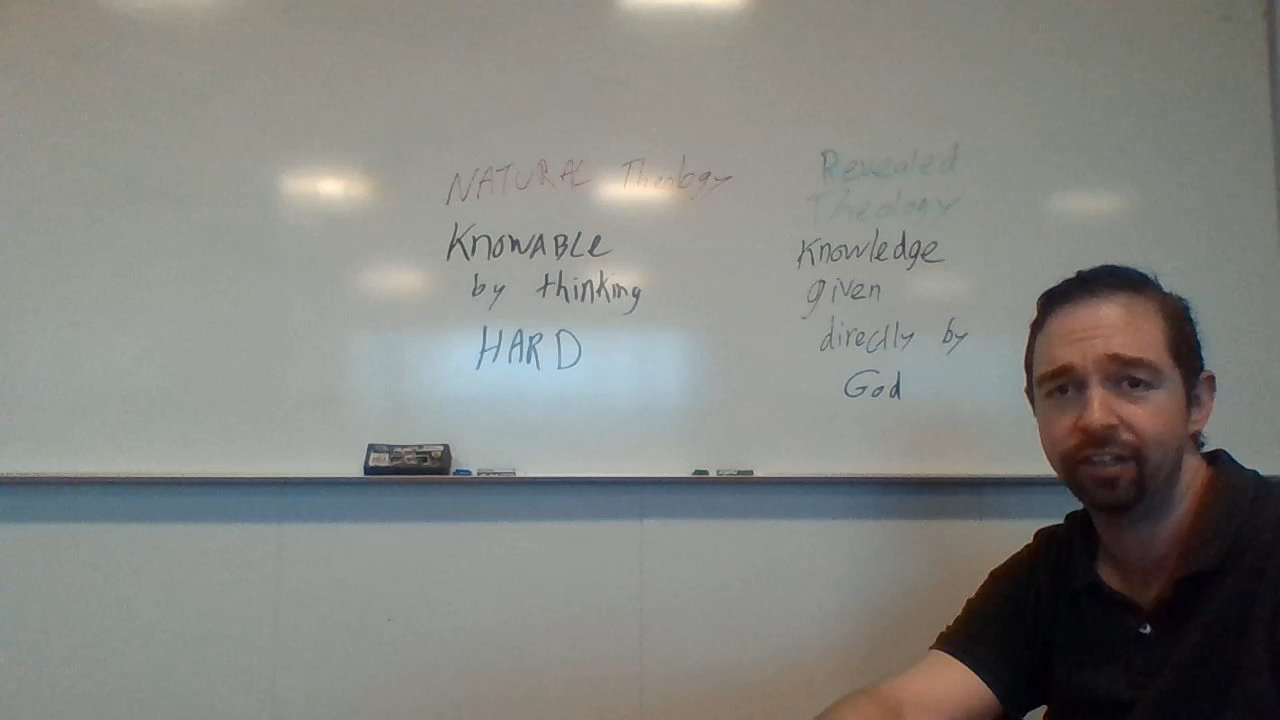 NATURAL Theology
KNOWABLE
by thinking
HARD
Revealed
Theology
Knowledge
given
directly by
God